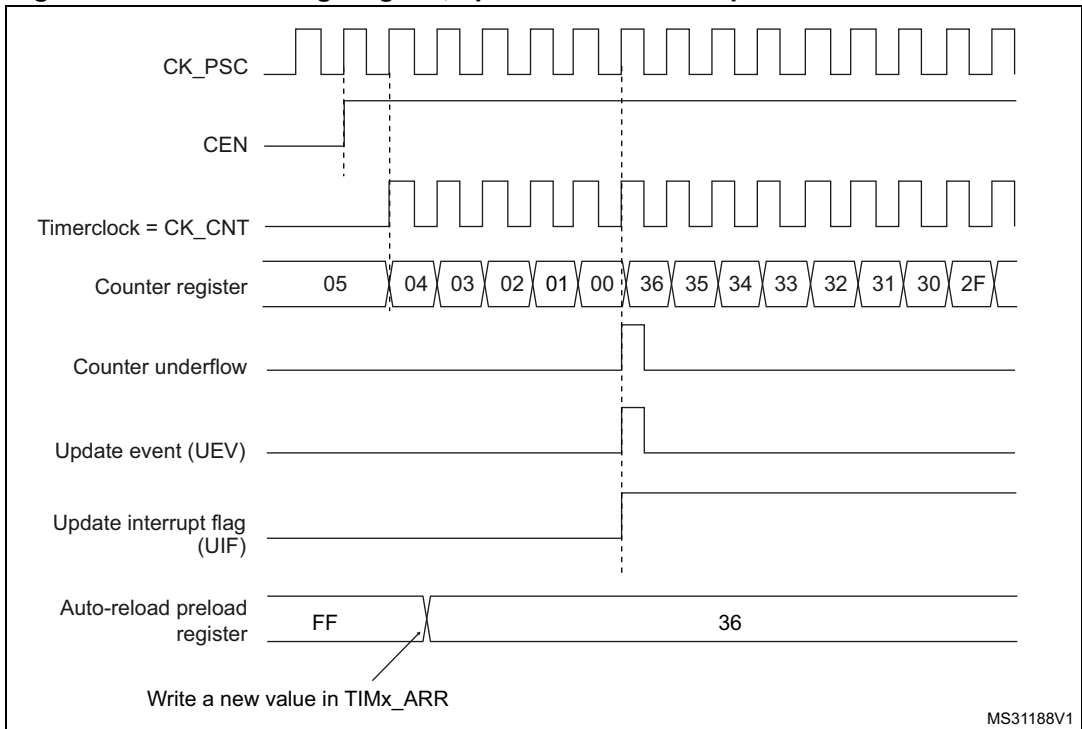 CK_PSC
CEN
Timerclock = CK_CNT
Counter register 05 04 03 02 01 00 36 35 34 33 32 31 30 2F
Counter underflow
Update event (UEV)
Update interrupt flag
(UIF)
Auto-reload preload
register
FF 36
Write a new value in TIMx_ARR
MS31188V1